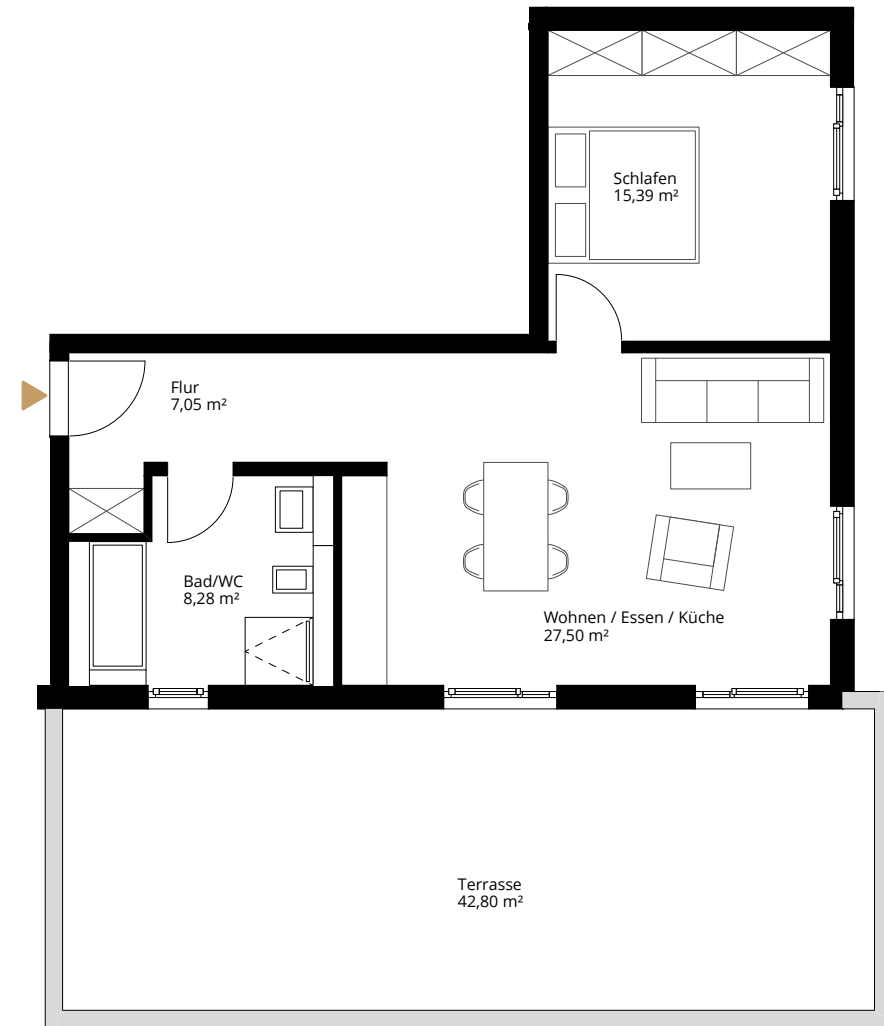 Schlafen
15,39 m²
Flur
7,05 m²
Bad/WC
8,28 m²
Wohnen / Essen / Küche
27,50 m²
Terrasse
42,80 m²